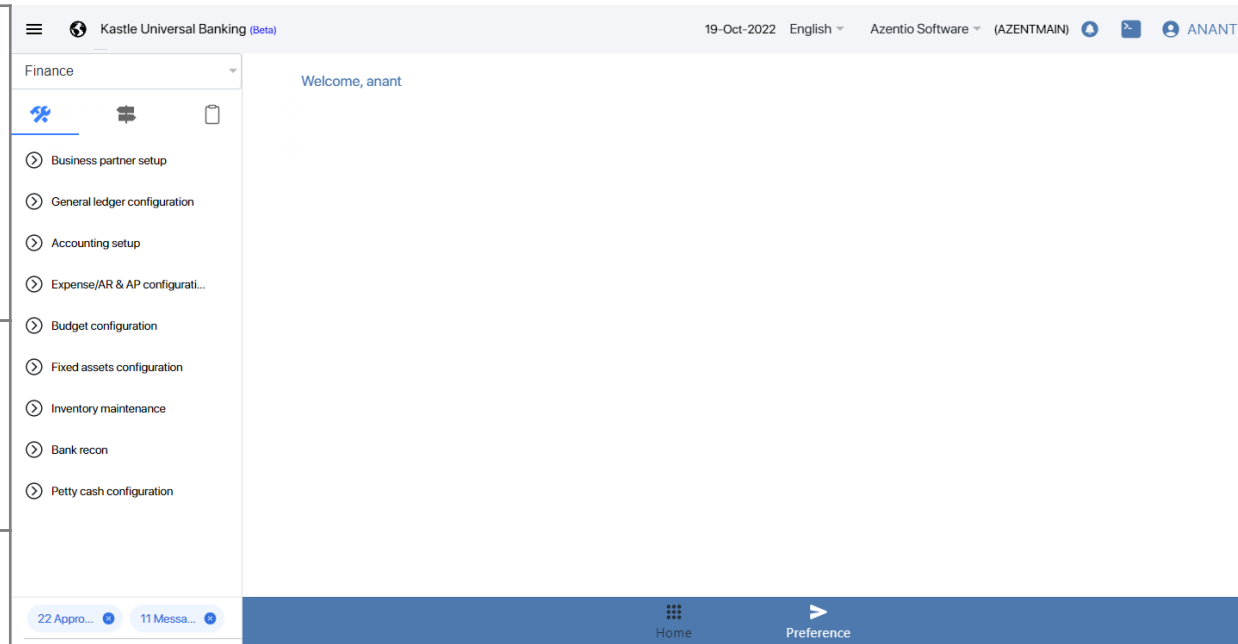 Kastle Universal Banking (Beta) 19-Oct-2022 English Azentio Software (AZENTMAIN) ANANT
Finance
Welcome, anant
Business partner setup
General ledger configuration
Accounting setup
Expense/AR & AP configurati...
Budget configuration
Fixed assets configuration
Inventory maintenance
Bank recon
Petty cash configuration
22 Appro... 11 Messa...
Home Preference